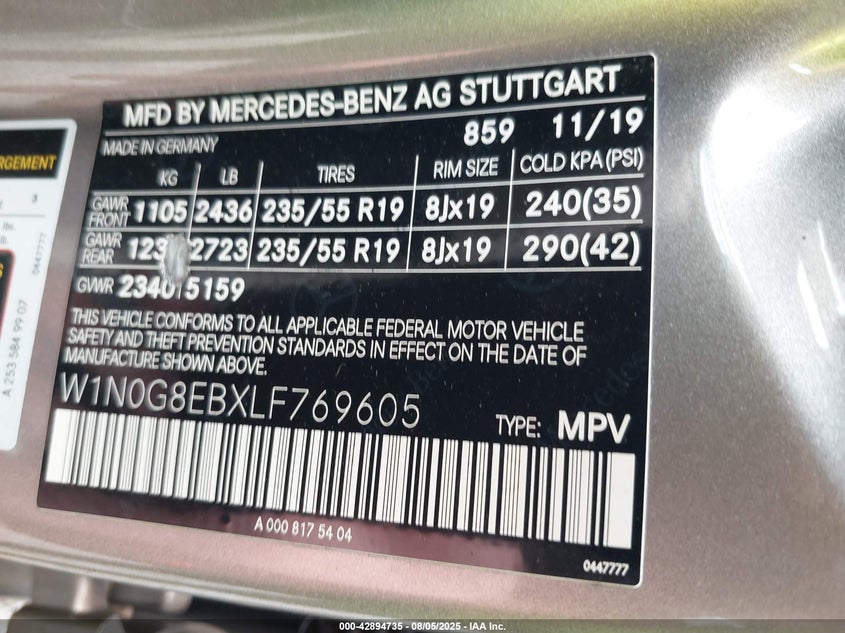 MFD BY MERCEDES-BENZ AG STUTTGART
859 11/19
MADE IN GERMANY
KG LB TIRES RIM SIZE COLD KPA(PSI)
GAWR FRONT 1105 2436 235/55 R19 8Jx19 240(35)
GAWR REAR 2723 235/55 R19 8Jx19 290(42)
GVWR 2340 5159
THIS VEHICLE CONFORMS TO ALL APPLICABLE FEDERAL MOTOR VEHICLE
SAFETY AND THEFT PREVENTION STANDARDS IN EFFECT ON THE DATE OF
MANUFACTURE SHOWN ABOVE.
W1N0G8EBXLF769605
TYPE: MPV
A 000 817 54 04
0447777
RGEMENT
3
lbs.
0447777
A 253 584 99 07
000-42894735 - 08/05/2025 - IAA Inc.